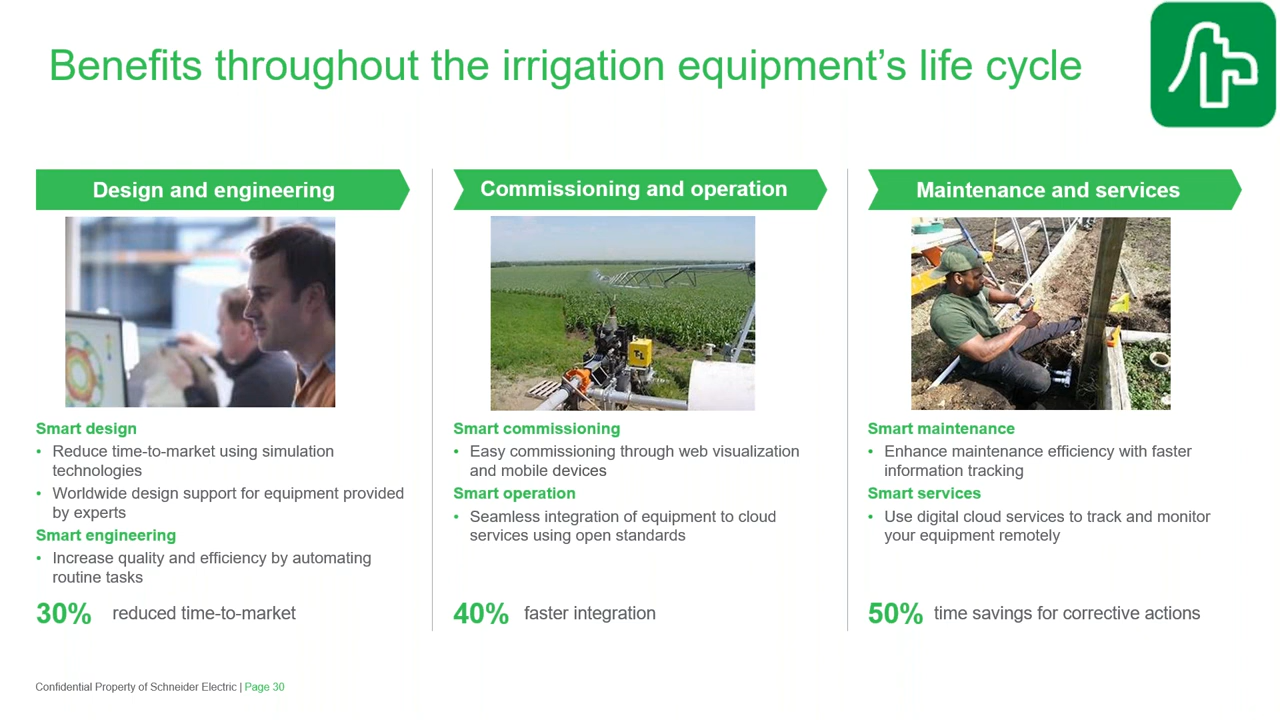 Benefits throughout the irrigation equipment’s life cycle
Design and engineering
Smart design
• Reduce time-to-market using simulation
technologies
• Worldwide design support for equipment provided
by experts
Smart engineering
• Increase quality and efficiency by automating
routine tasks
30% reduced time-to-market
Commissioning and operation
TL
Smart commissioning
• Easy commissioning through web visualization
and mobile devices
Smart operation
• Seamless integration of equipment to cloud
services using open standards
40% faster integration
Maintenance and services
Smart maintenance
• Enhance maintenance efficiency with faster
information tracking
Smart services
• Use digital cloud services to track and monitor
your equipment remotely
50% time savings for corrective actions
Confidential Property of Schneider Electric | Page 30